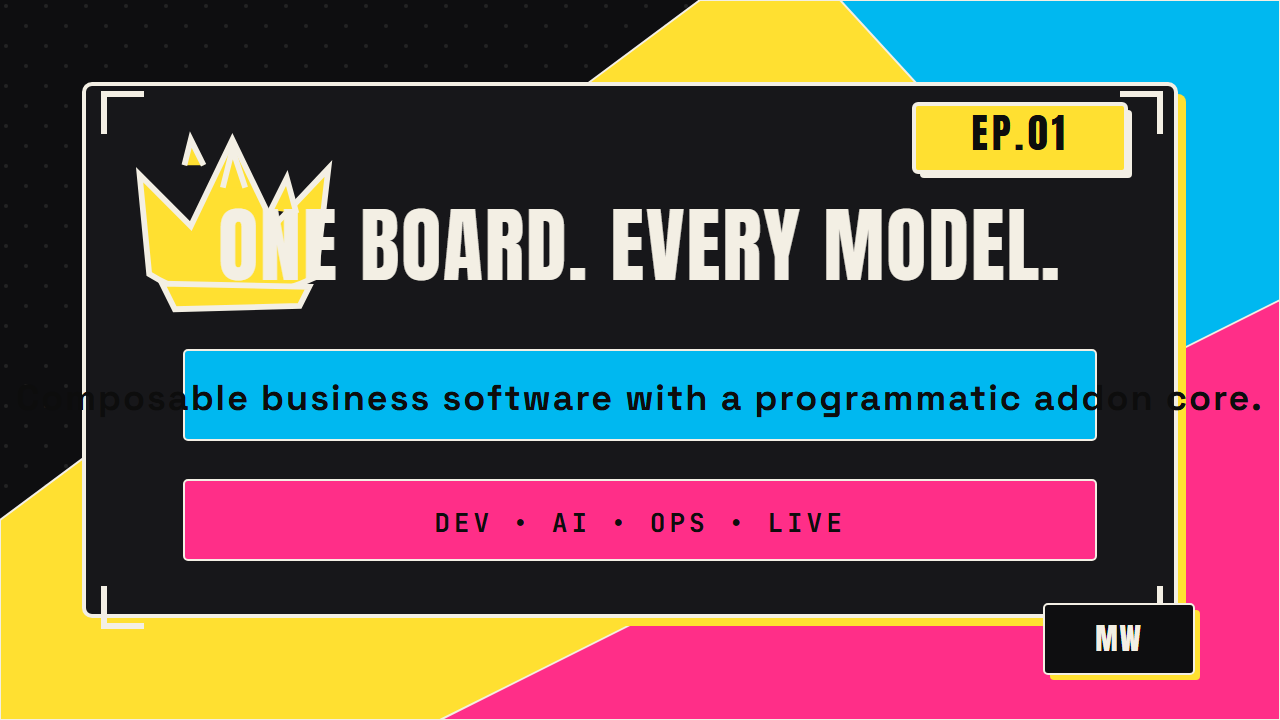 EP.01
ONE BOARD. EVERY MODEL.
Composable business software with a programmatic addon core.
DEV • AI • OPS • LIVE
MW